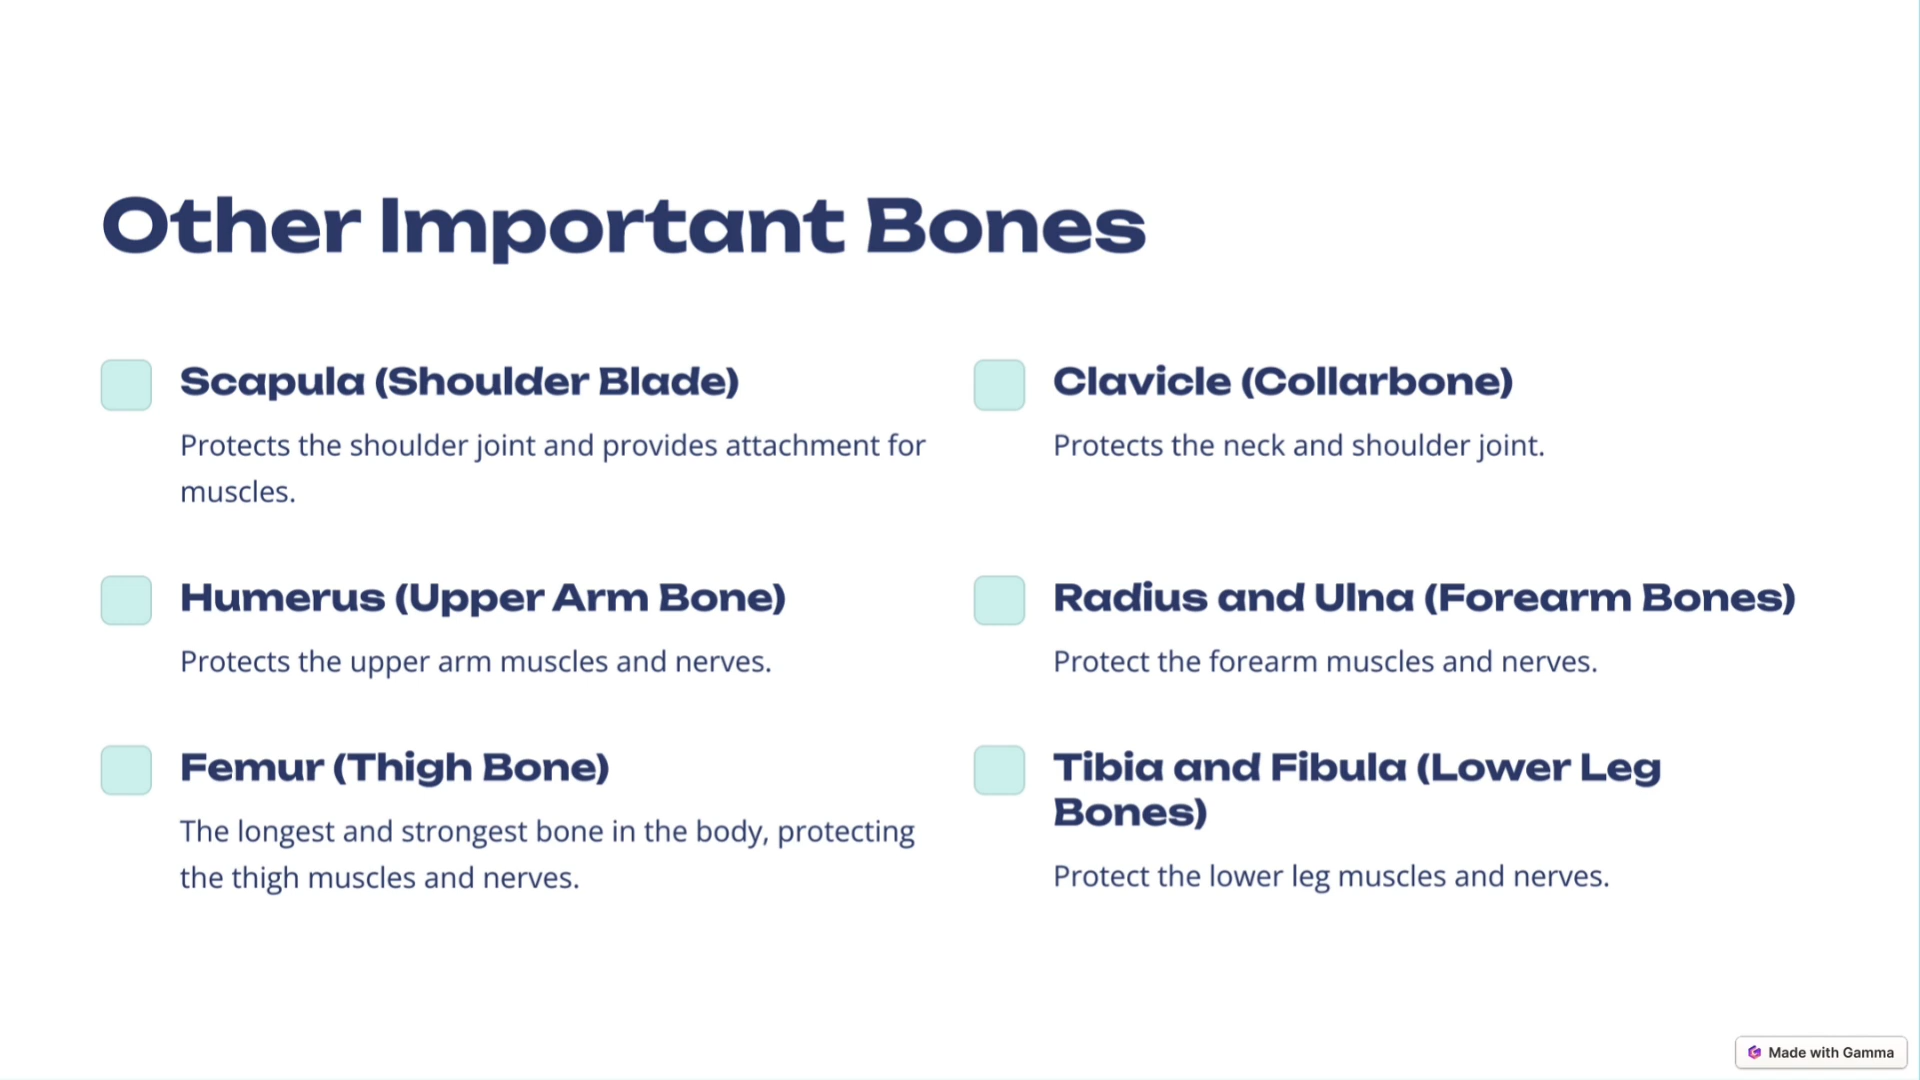 Other Important Bones
Scapula (Shoulder Blade)
Protects the shoulder joint and provides attachment for
muscles.
Clavicle (Collarbone)
Protects the neck and shoulder joint.
Humerus (Upper Arm Bone)
Protects the upper arm muscles and nerves.
Radius and Ulna (Forearm Bones)
Protect the forearm muscles and nerves.
Femur (Thigh Bone)
The longest and strongest bone in the body, protecting
the thigh muscles and nerves.
Tibia and Fibula (Lower Leg
Bones)
Protect the lower leg muscles and nerves.
Made with Gamma